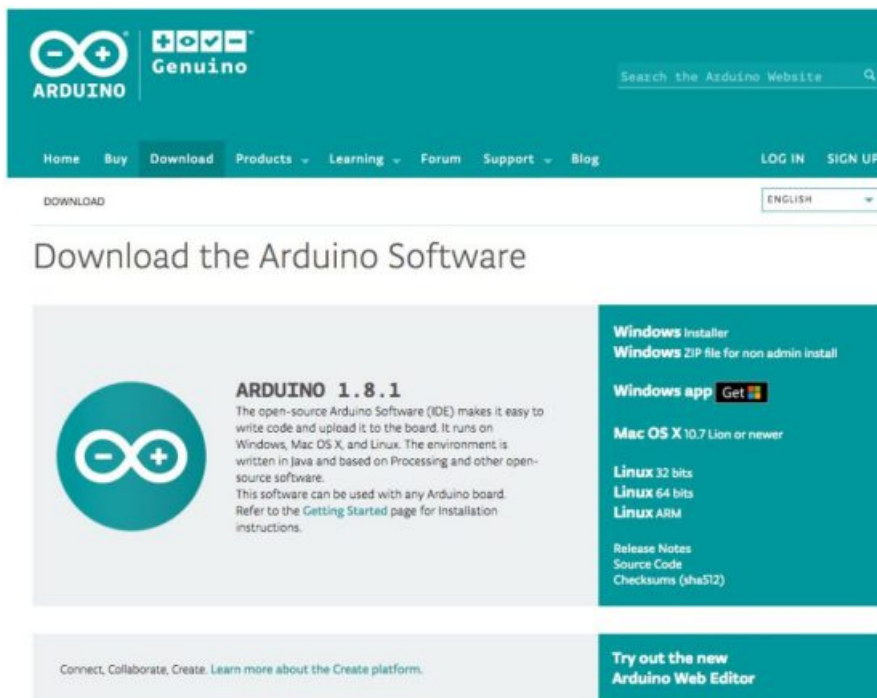 ARDUINO
Genuino
Search the Arduino Website
Home Buy Download Products Learning Forum Support Blog LOG IN SIGN UP
DOWNLOAD
ENGLISH
Download the Arduino Software
ARDUINO 1.8.1
The open-source Arduino Software (IDE) makes it easy to
write code and upload it to the board. It runs on
Windows, Mac OS X, and Linux. The environment is
written in Java and based on Processing and other open-
source software.
This software can be used with any Arduino board.
Refer to the Getting Started page for Installation
instructions.
Windows Installer
Windows ZIP file for non admin install
Windows app Get
Mac OS X 10.7 Lion or newer
Linux 32 bits
Linux 64 bits
Linux ARM
Release Notes
Source Code
Checksums (sha512)
Connect, Collaborate, Create. Learn more about the Create platform.
Try out the new
Arduino Web Editor